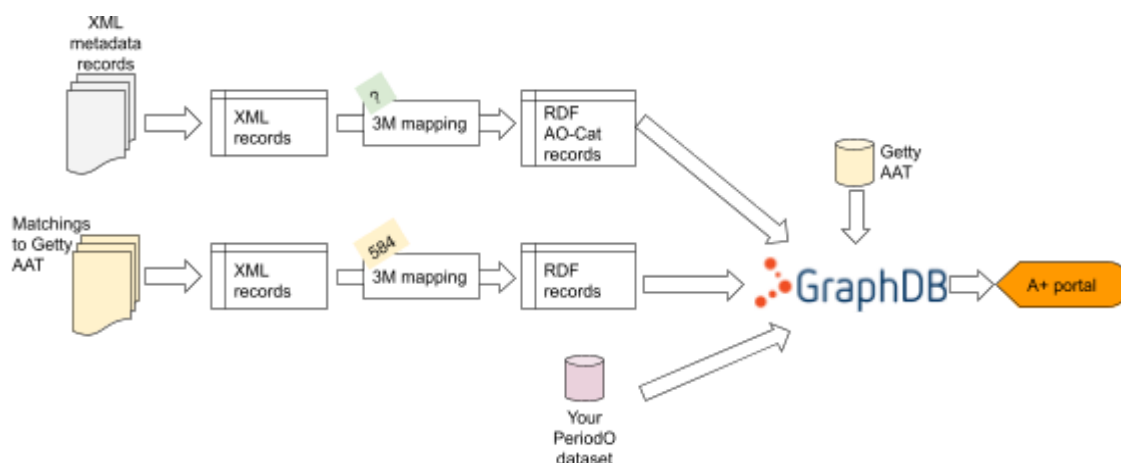 XML
metadata
records
XML
records
?
3M mapping
RDF
AO-Cat
records
Getty
AAT
Matchings
to Getty
AAT
XML
records
584
3M mapping
RDF
records
GraphDB
A+ portal
Your
PeriodO
dataset